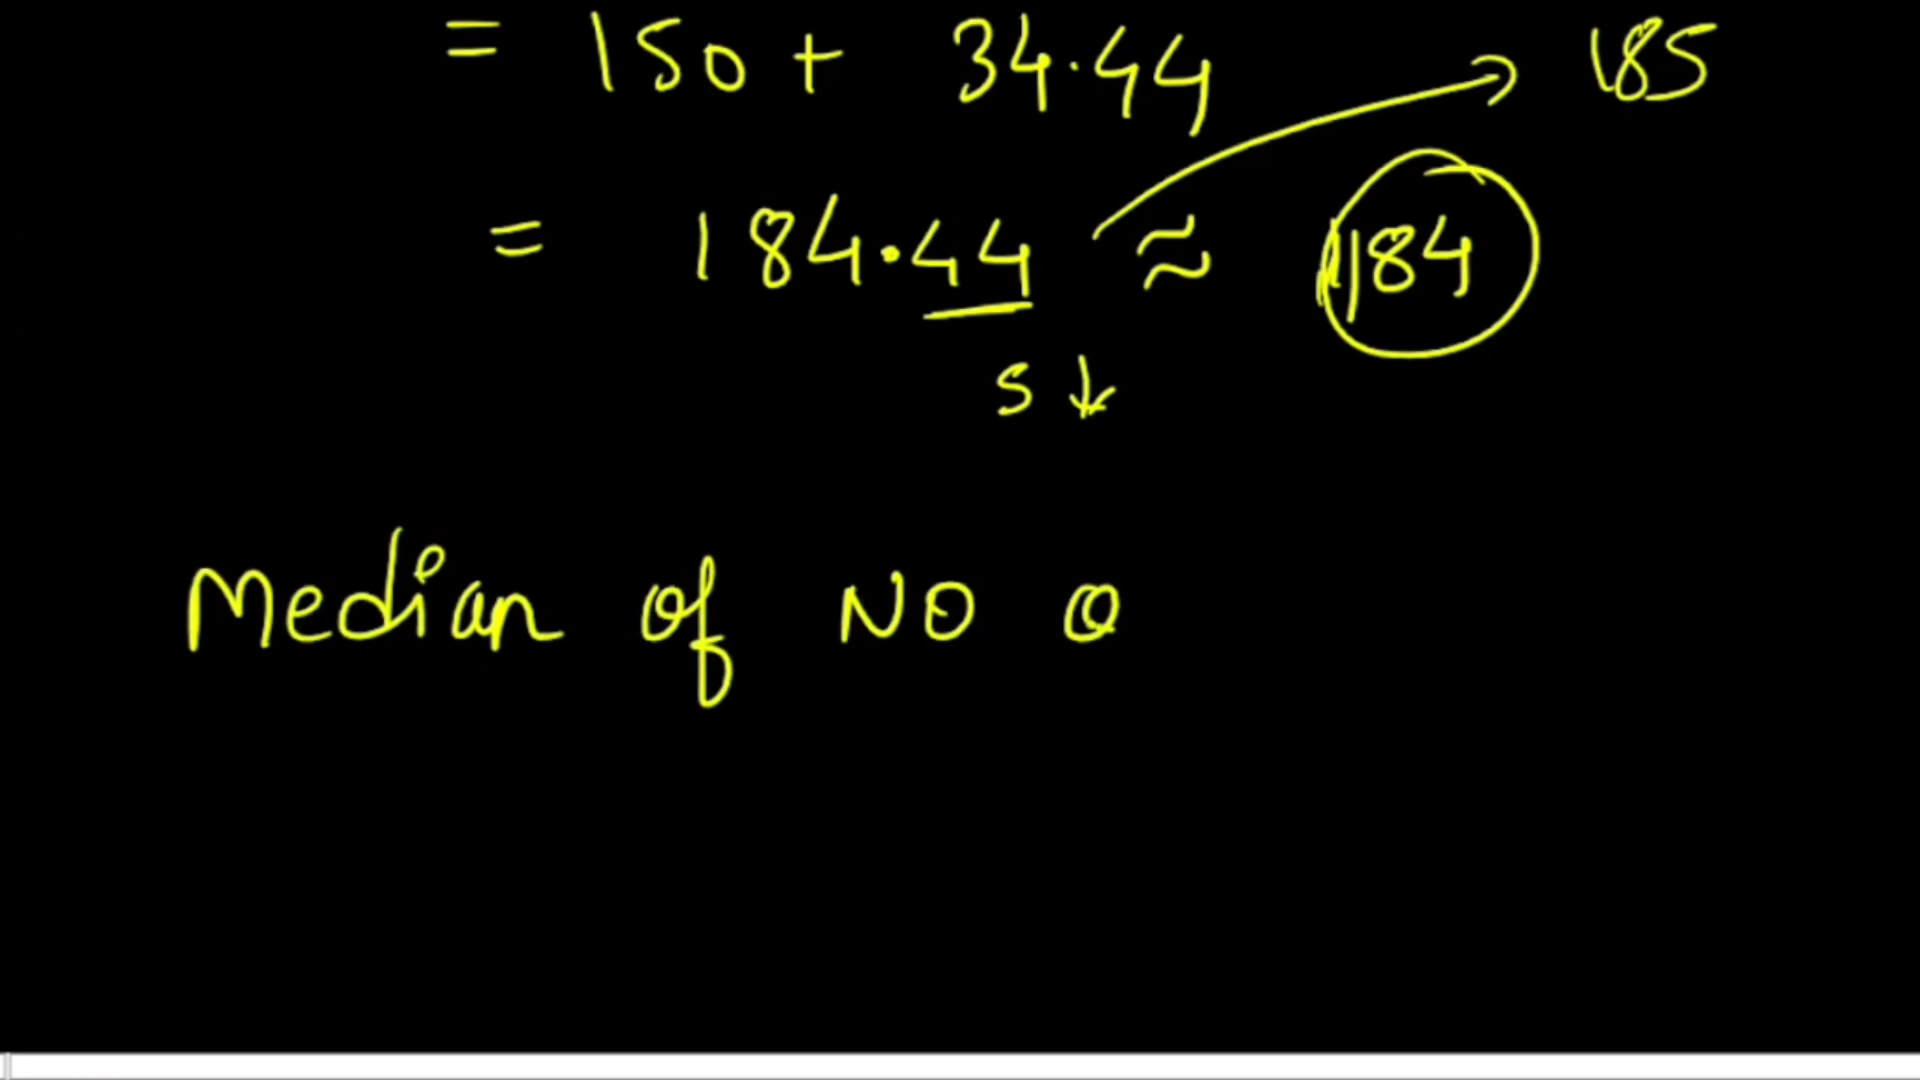 = 150 + 34.44
185
= 184.44 ≈ 184
5 ↓
Median of NO o